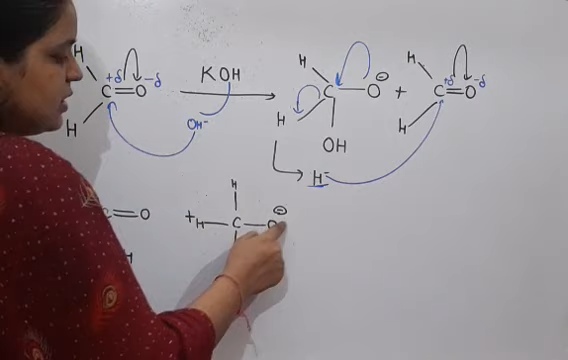 H H H
+δ -δ KOH ⊖ +δ -δ
C=O C—O + C=O
OH⁻
H H H
OH
H⁻
H
C=O + H—C—O ⊖
H